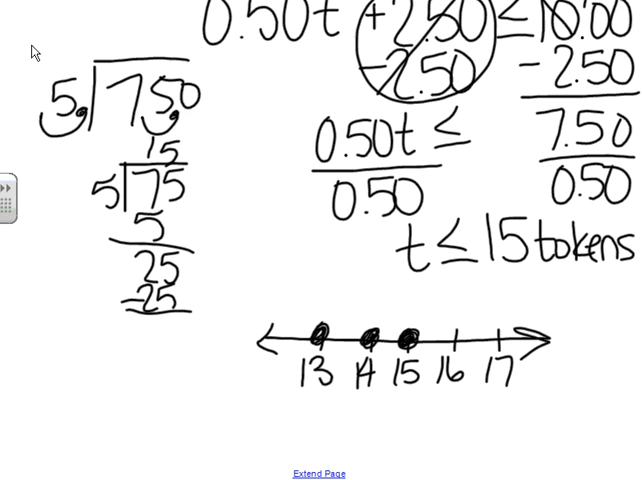 0.50t +2.50 ≤ 10.00
-2.50 - 2.50
0.50t ≤ 7.50
0.50 0.50
t ≤ 15 tokens
5. 7.50
15
5 75
5
25
-25
13 14 15 16 17
Extend Page